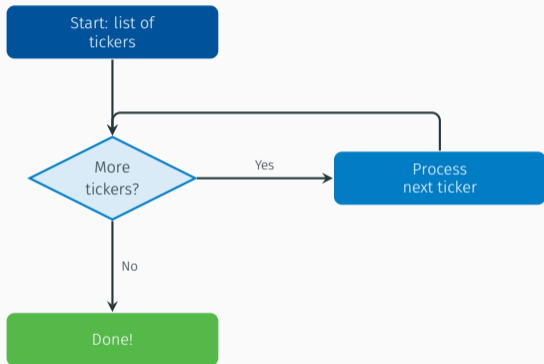 Start: list of
tickers
More
tickers?
Yes
Process
next ticker
No
Done!